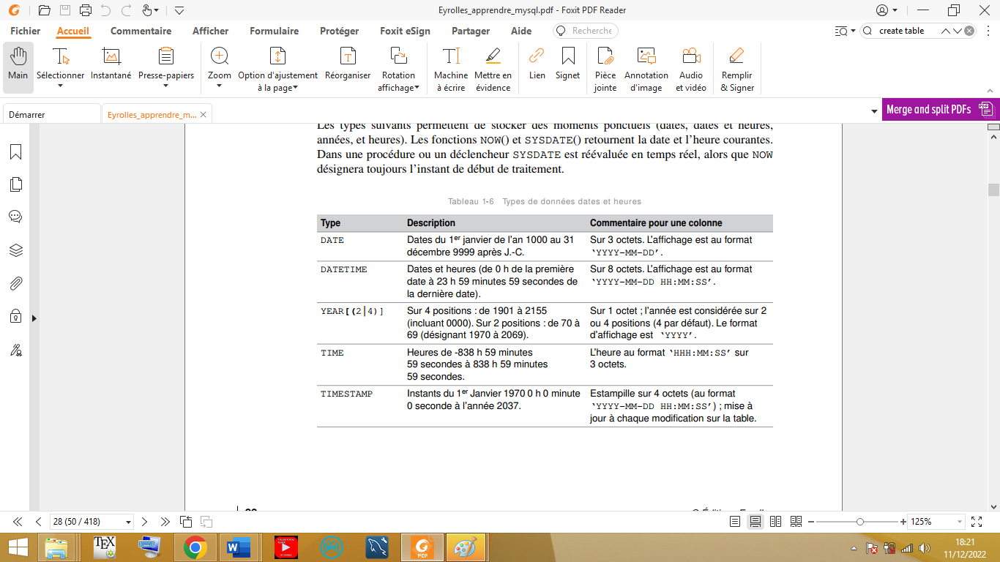 Eyrolles_apprendre_mysql.pdf - Foxit PDF Reader
Fichier Accueil Commentaire Afficher Formulaire Protéger Foxit eSign Partager Aide Recherche create table
Main Sélectionner Instantané Presse-papiers Zoom Option d'ajustement à la page Réorganiser Rotation affichage Machine à écrire Mettre en évidence Lien Signet Pièce jointe Annotation d'image Audio et vidéo Remplir & Signer
Démarrer Eyrolles_apprendre_m... Merge and split PDFs
Les types suivants permettent de stocker des moments ponctuels (dates, dates et heures,
années, et heures). Les fonctions NOW() et SYSDATE() retournent la date et l'heure courantes.
Dans une procédure ou un déclencheur SYSDATE est réévaluée en temps réel, alors que NOW
désignera toujours l'instant de début de traitement.
Tableau 1-6 Types de données dates et heures
Type Description Commentaire pour une colonne
DATE
Dates du 1er janvier de l'an 1000 au 31
décembre 9999 après J.-C.
Sur 3 octets. L'affichage est au format
‘YYYY-MM-DD’.
DATETIME
Dates et heures (de 0 h de la première
date à 23 h 59 minutes 59 secondes de
la dernière date).
Sur 8 octets. L'affichage est au format
‘YYYY-MM-DD HH:MM:SS’.
YEAR[(2|4)]
Sur 4 positions : de 1901 à 2155
(incluant 0000). Sur 2 positions : de 70 à
69 (désignant 1970 à 2069).
Sur 1 octet ; l'année est considérée sur 2
ou 4 positions (4 par défaut). Le format
d'affichage est ‘YYYY’.
TIME
Heures de -838 h 59 minutes
59 secondes à 838 h 59 minutes
59 secondes.
L'heure au format ‘HHH:MM:SS’ sur
3 octets.
TIMESTAMP
Instants du 1er Janvier 1970 0 h 0 minute
0 seconde à l'année 2037.
Estampille sur 4 octets (au format
‘YYYY-MM-DD HH:MM:SS’) ; mise à
jour à chaque modification sur la table.
28 (50 / 418) 125%
TEX PDF
18:21
11/12/2022